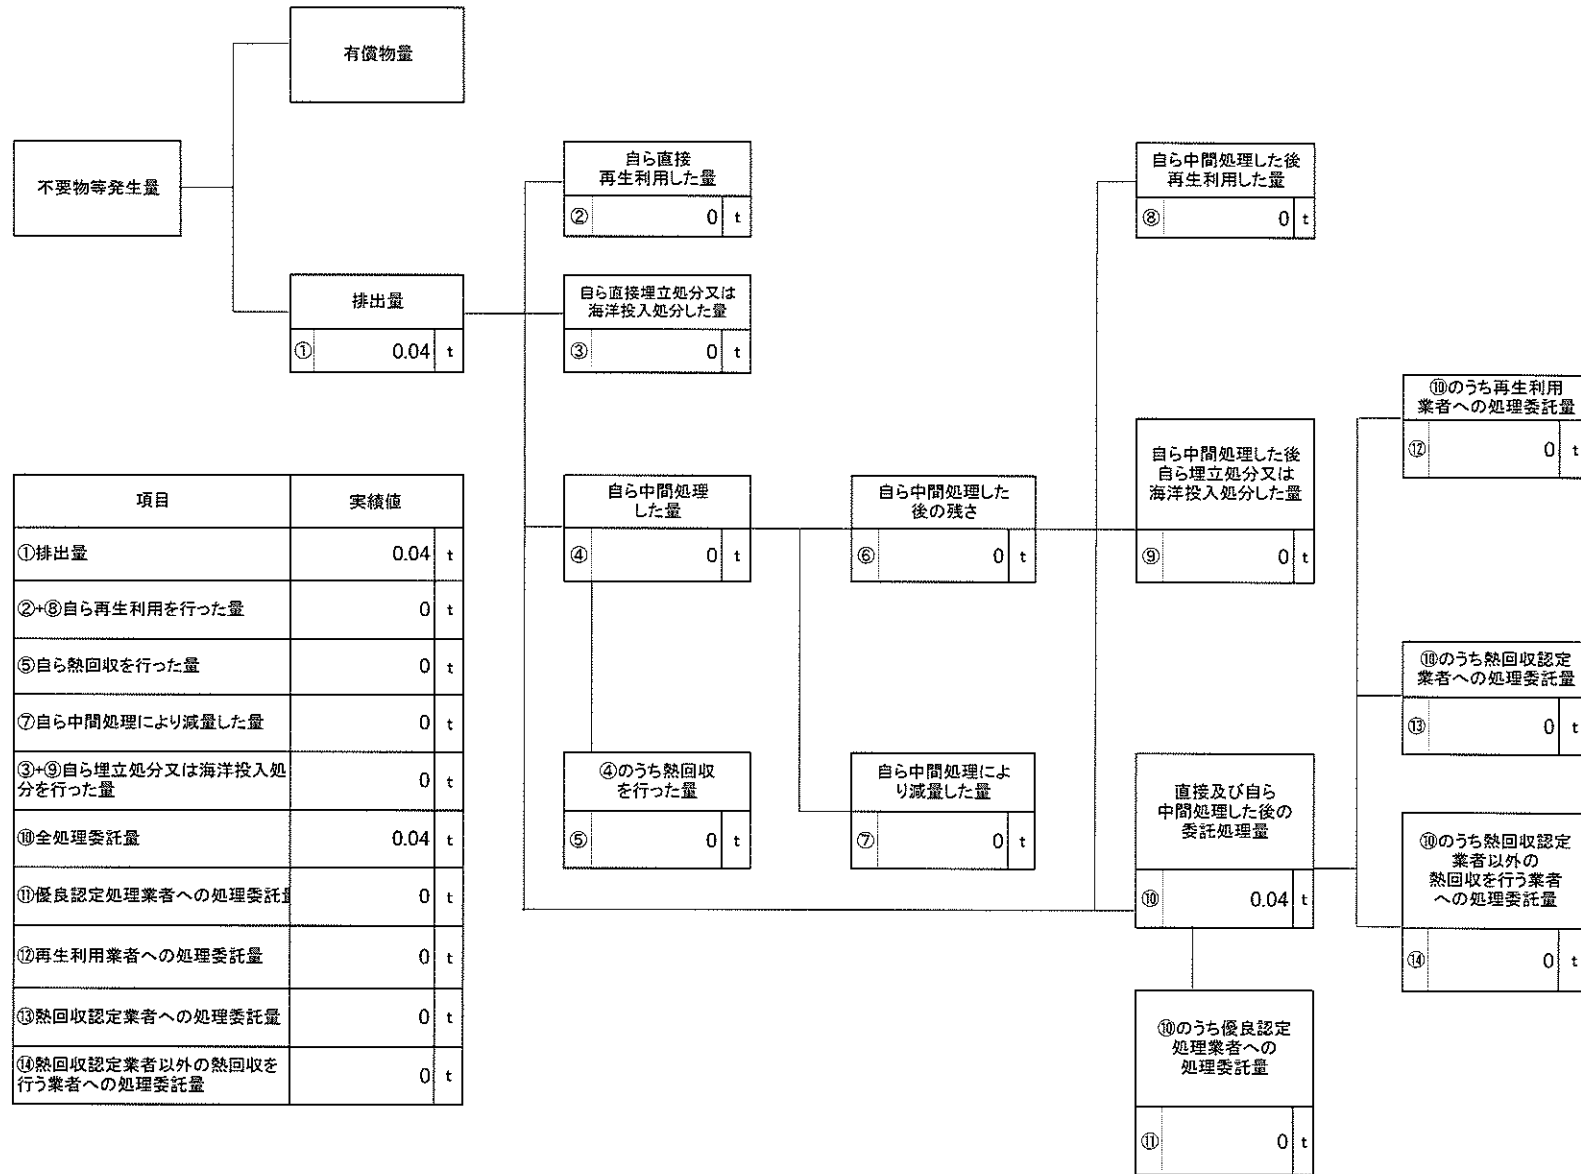 有償物量
不要物等発生量
排出量
① 0.04 t
自ら直接
再生利用した量
② 0 t
自ら直接埋立処分又は
海洋投入処分した量
③ 0 t
自ら中間処理
した量
④ 0 t
④のうち熱回収
を行った量
⑤ 0 t
自ら中間処理した
後の残さ
⑥ 0 t
自ら中間処理によ
り減量した量
⑦ 0 t
自ら中間処理した後
再生利用した量
⑧ 0 t
自ら中間処理した後
自ら埋立処分又は
海洋投入処分した量
⑨ 0 t
直接及び自ら
中間処理した後の
委託処理量
⑩ 0.04 t
⑩のうち優良認定
処理業者への
処理委託量
⑪ 0 t
⑩のうち再生利用
業者への処理委託量
⑫ 0 t
⑩のうち熱回収認定
業者への処理委託量
⑬ 0 t
⑩のうち熱回収認定
業者以外の
熱回収を行う業者
への処理委託量
⑭ 0 t
項目 実績値
①排出量 0.04 t
②+⑧自ら再生利用を行った量 0 t
⑤自ら熱回収を行った量 0 t
⑦自ら中間処理により減量した量 0 t
③+⑨自ら埋立処分又は海洋投入処
分を行った量 0 t
⑩全処理委託量 0.04 t
⑪優良認定処理業者への処理委託量 0 t
⑫再生利用業者への処理委託量 0 t
⑬熱回収認定業者への処理委託量 0 t
⑭熱回収認定業者以外の熱回収を
行う業者への処理委託量 0 t